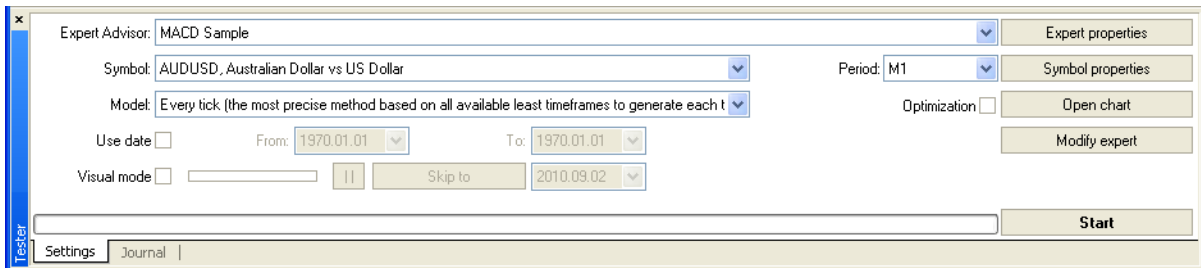 Expert Advisor: MACD Sample Expert properties
Symbol: AUDUSD, Australian Dollar vs US Dollar Period: M1 Symbol properties
Model: Every tick (the most precise method based on all available least timeframes to generate each t Optimization Open chart
Use date From: 1970.01.01 To: 1970.01.01 Modify expert
Visual mode Skip to 2010.09.02
Start
Tester
Settings Journal